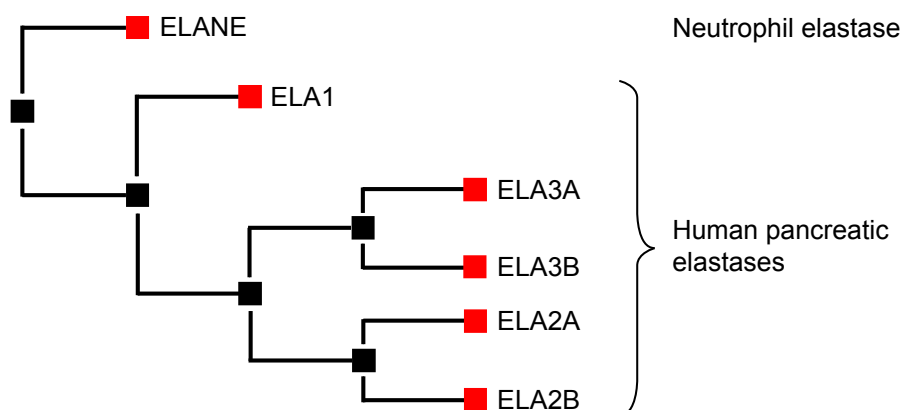 ELANE
Neutrophil elastase
ELA1
ELA3A
Human pancreatic
elastases
ELA3B
ELA2A
ELA2B